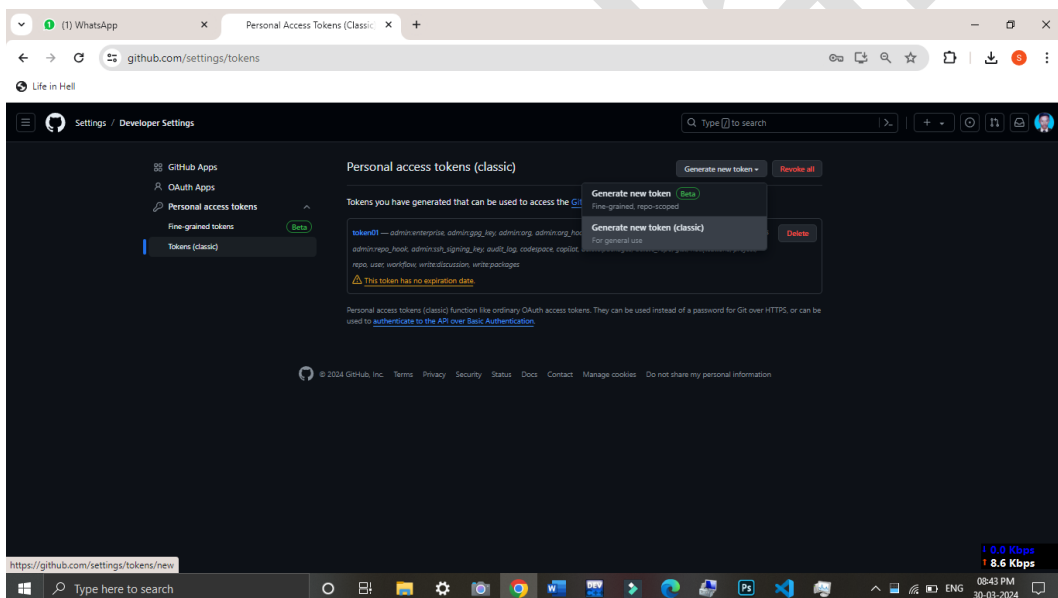 (1) WhatsApp
Personal Access Tokens (Classic
github.com/settings/tokens
Life in Hell
Settings / Developer Settings
Type / to search
GitHub Apps
OAuth Apps
Personal access tokens
Fine-grained tokens
Beta
Tokens (classic)
Personal access tokens (classic)
Generate new token
Revoke all
Generate new token Beta
Fine-grained, repo-scoped
Generate new token (classic)
For general use
Tokens you have generated that can be used to access the
token01 — admin:enterprise, admin:gpg_key, admin:org,
Delete
admin:repo_hook, admin:ssh_signing_key, audit_log, codespace, copilot,
repo, user, workflow, write:discussion, write:packages
This token has no expiration date.
Personal access tokens (classic) function like ordinary OAuth access tokens. They can be used instead of a password for Git over HTTPS, or can be
used to authenticate to the API over Basic Authentication.
© 2024 GitHub, Inc. Terms Privacy Security Status Docs Contact Manage cookies Do not share my personal information
https://github.com/settings/tokens/new
0.0 Kbps
8.6 Kbps
Type here to search
ENG
08:43 PM
30-03-2024